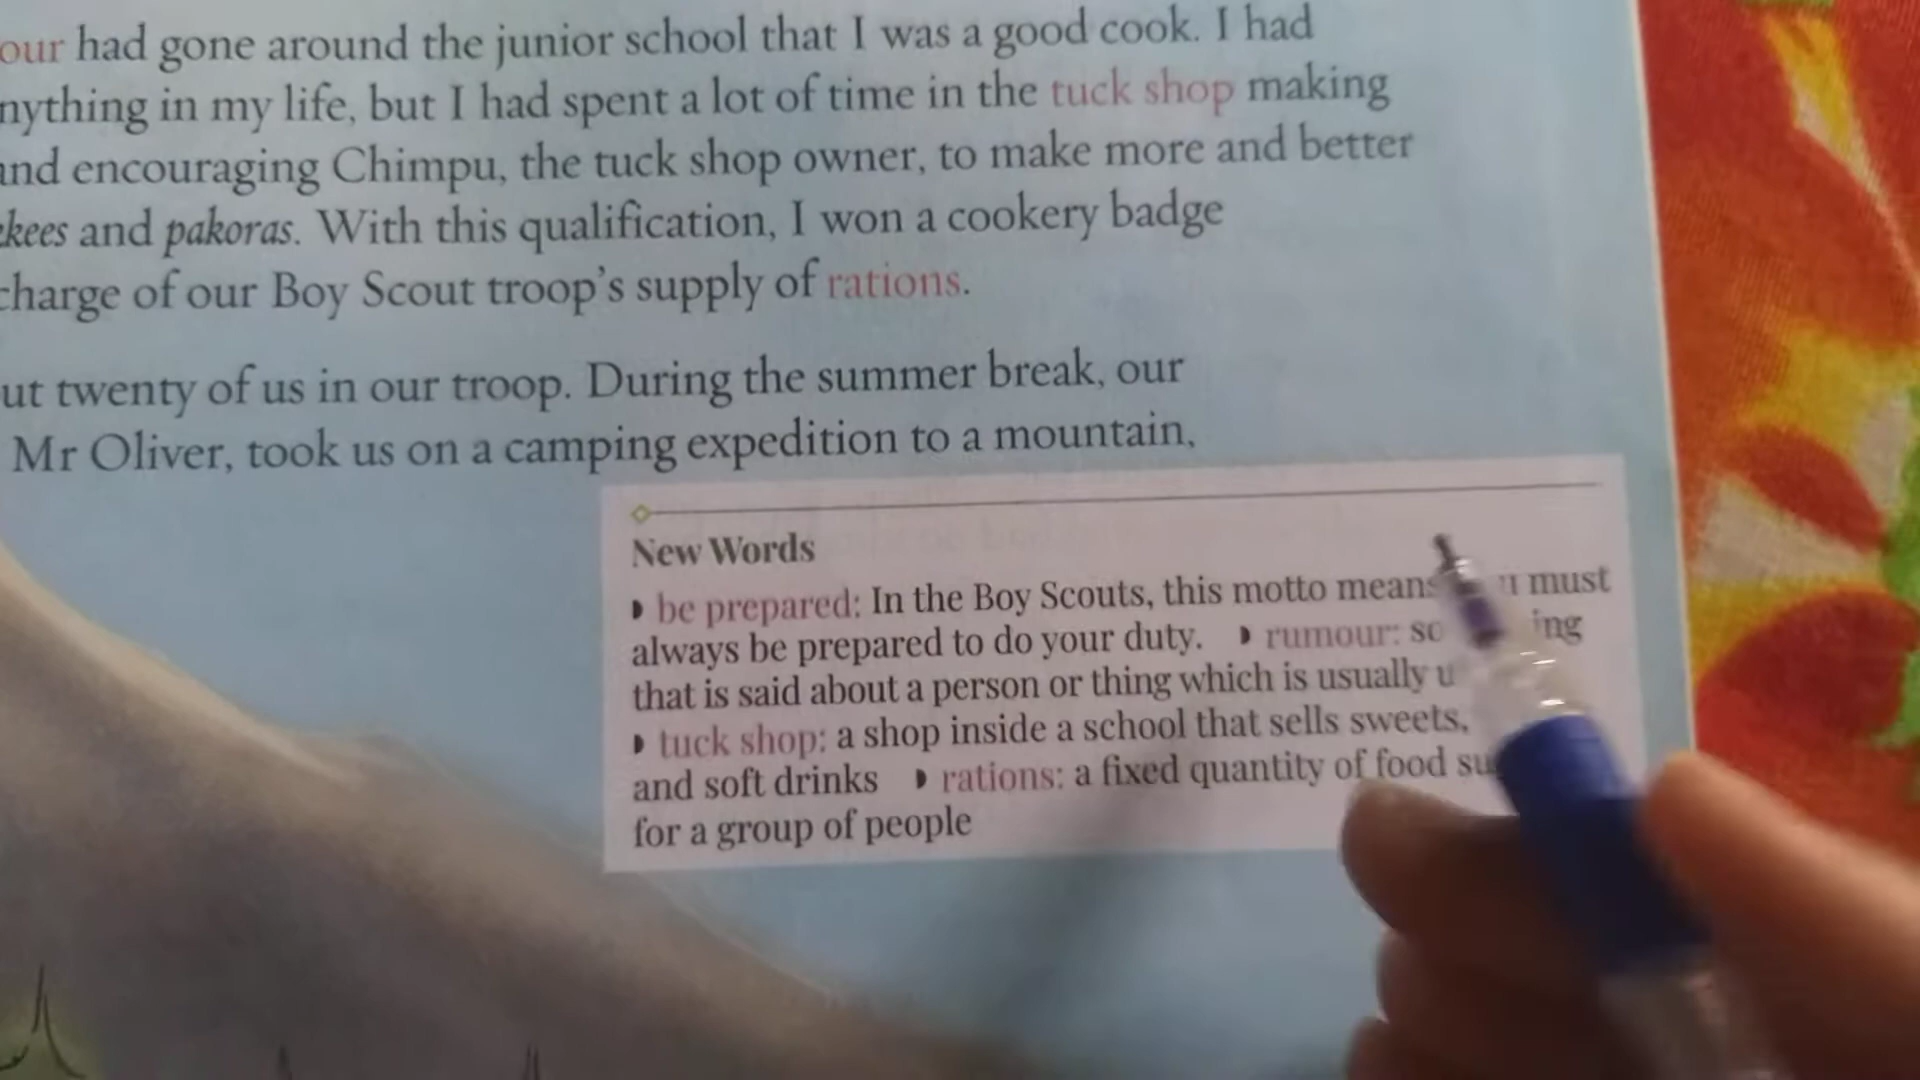 had gone around the junior school that I was a good cook. I had
in my life, but I had spent a lot of time in the tuck shop making
encouraging Chimpu, the tuck shop owner, to make more and better
and pakoras. With this qualification, I won a cookery badge
charge of our Boy Scout troop's supply of rations.
twenty of us in our troop. During the summer break, our
Mr Oliver, took us on a camping expedition to a mountain,
New Words
be prepared: In the Boy Scouts, this motto means must
always be prepared to do your duty. rumour:
that is said about a person or thing which is usually
tuck shop: a shop inside a school that sells sweets,
and soft drinks rations: a fixed quantity of food
for a group of people